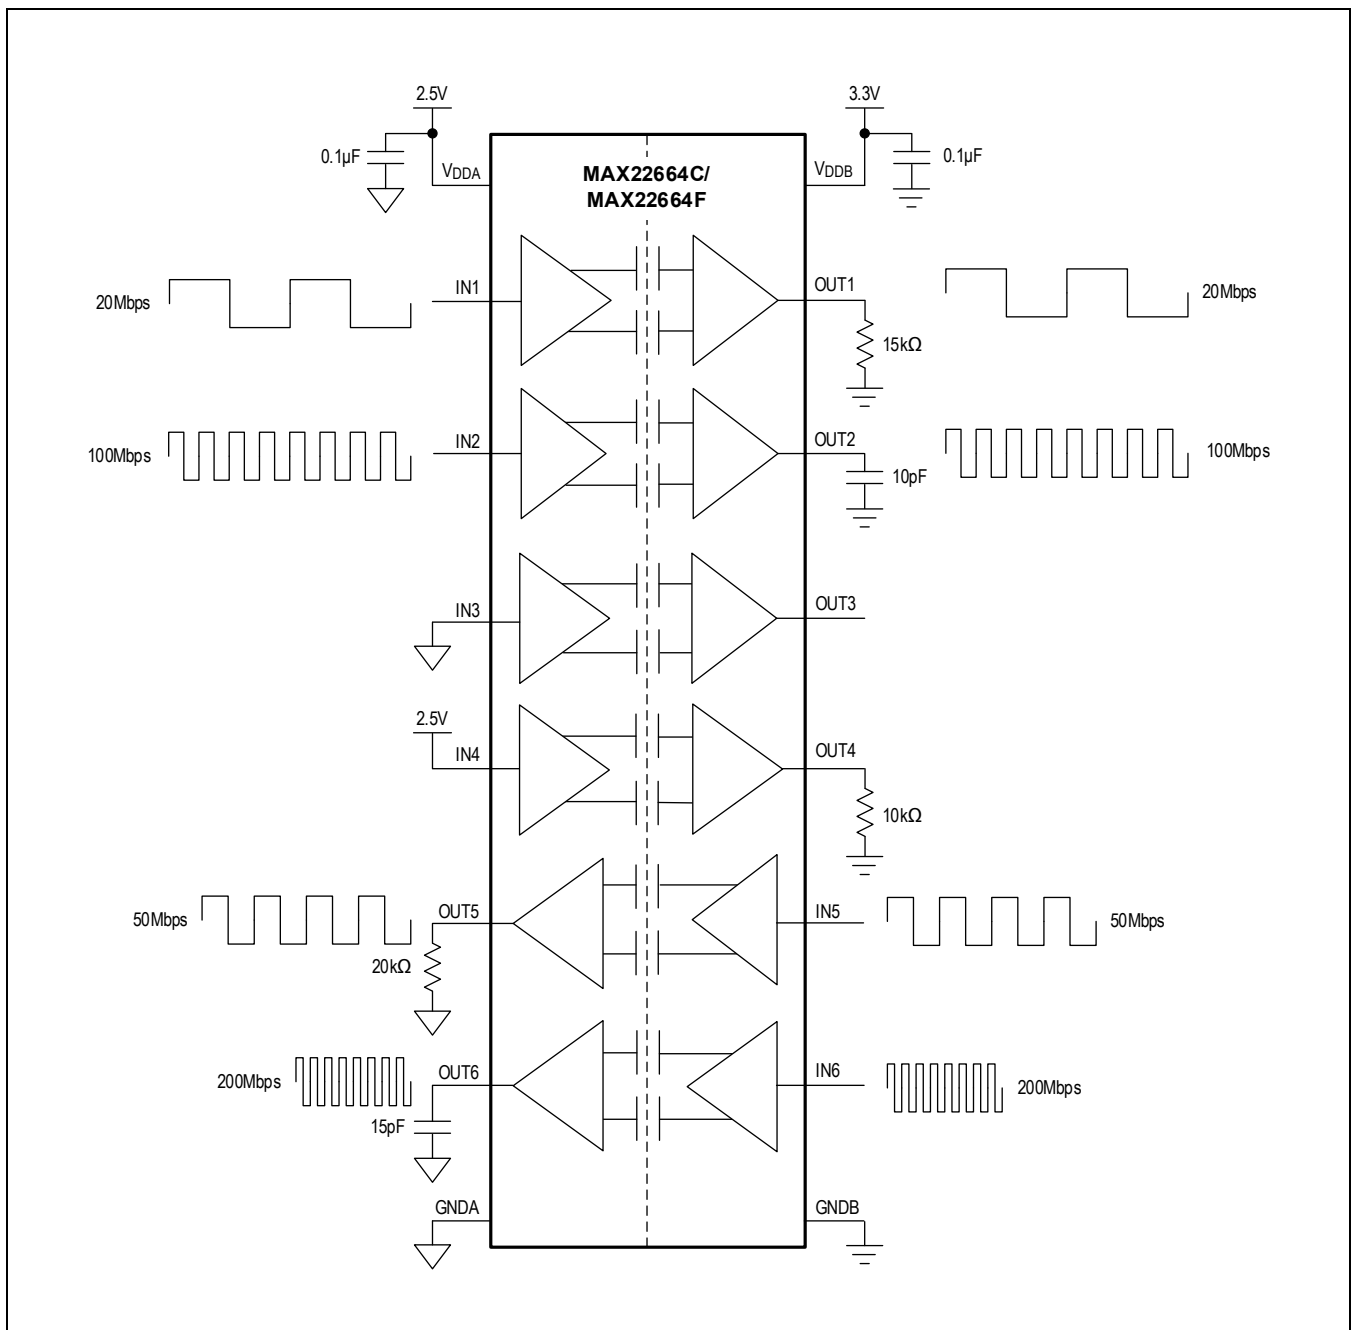 2.5V
3.3V
0.1µF
0.1µF
VDDA
VDDB
MAX22664C/
MAX22664F
20Mbps
IN1
OUT1
20Mbps
15kΩ
100Mbps
IN2
OUT2
100Mbps
10pF
IN3
OUT3
2.5V
IN4
OUT4
10kΩ
50Mbps
OUT5
IN5
50Mbps
20kΩ
200Mbps
OUT6
IN6
200Mbps
15pF
GNDA
GNDB